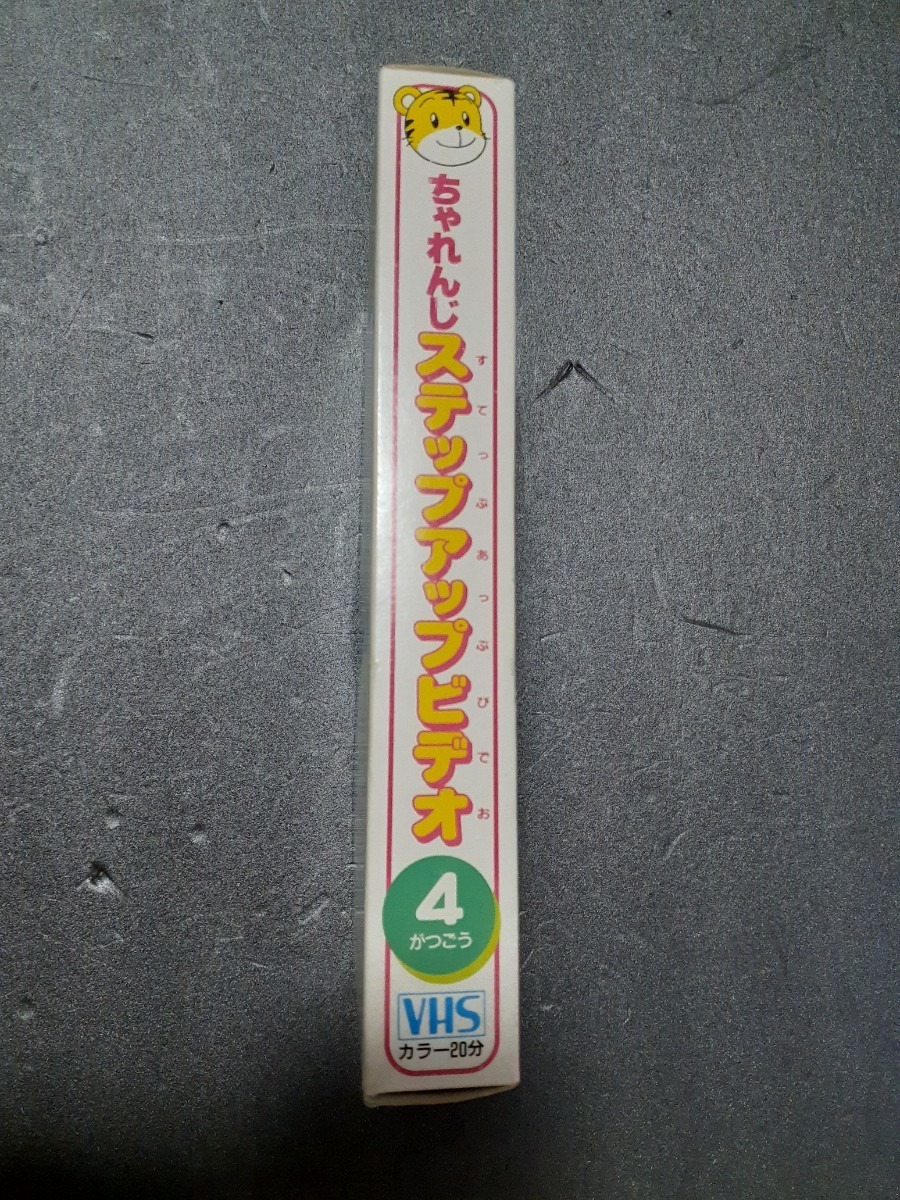 ちゃれんじ
ステップアップビデオ
すてっぷあっぷびでお
4
がつごう
VHS
カラー20分